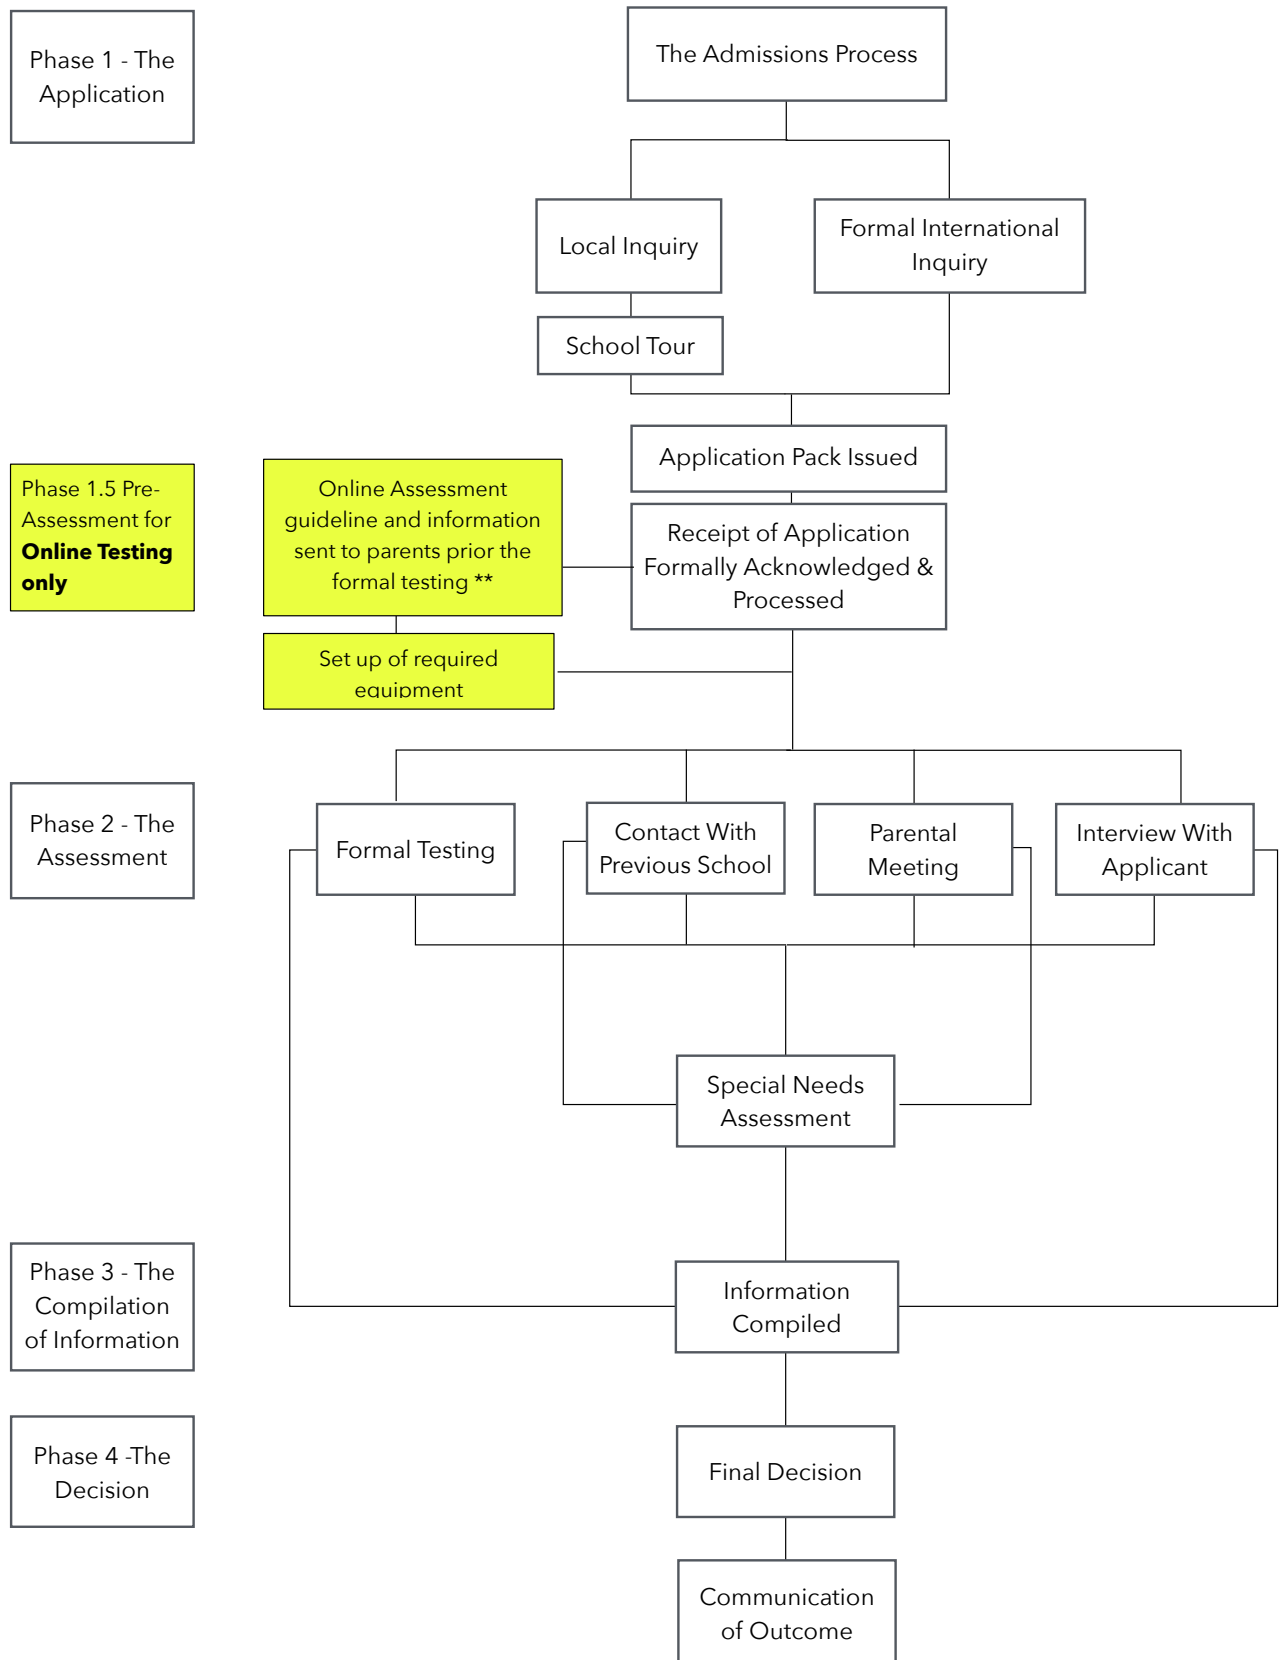 Phase 1 - The
Application
The Admissions Process
Local Inquiry
Formal International
Inquiry
School Tour
Application Pack Issued
Phase 1.5 Pre-
Assessment for
Online Testing
only
Online Assessment
guideline and information
sent to parents prior the
formal testing **
Receipt of Application
Formally Acknowledged &
Processed
Set up of required
equipment
Phase 2 - The
Assessment
Formal Testing
Contact With
Previous School
Parental
Meeting
Interview With
Applicant
Special Needs
Assessment
Phase 3 - The
Compilation
of Information
Information
Compiled
Phase 4 -The
Decision
Final Decision
Communication
of Outcome